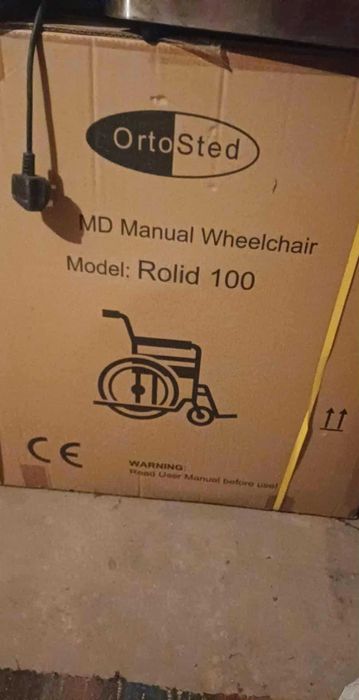 OrtoSted
MD Manual Wheelchair
Model: Rolid 100
CE
WARNING:
Read User Manual before use!